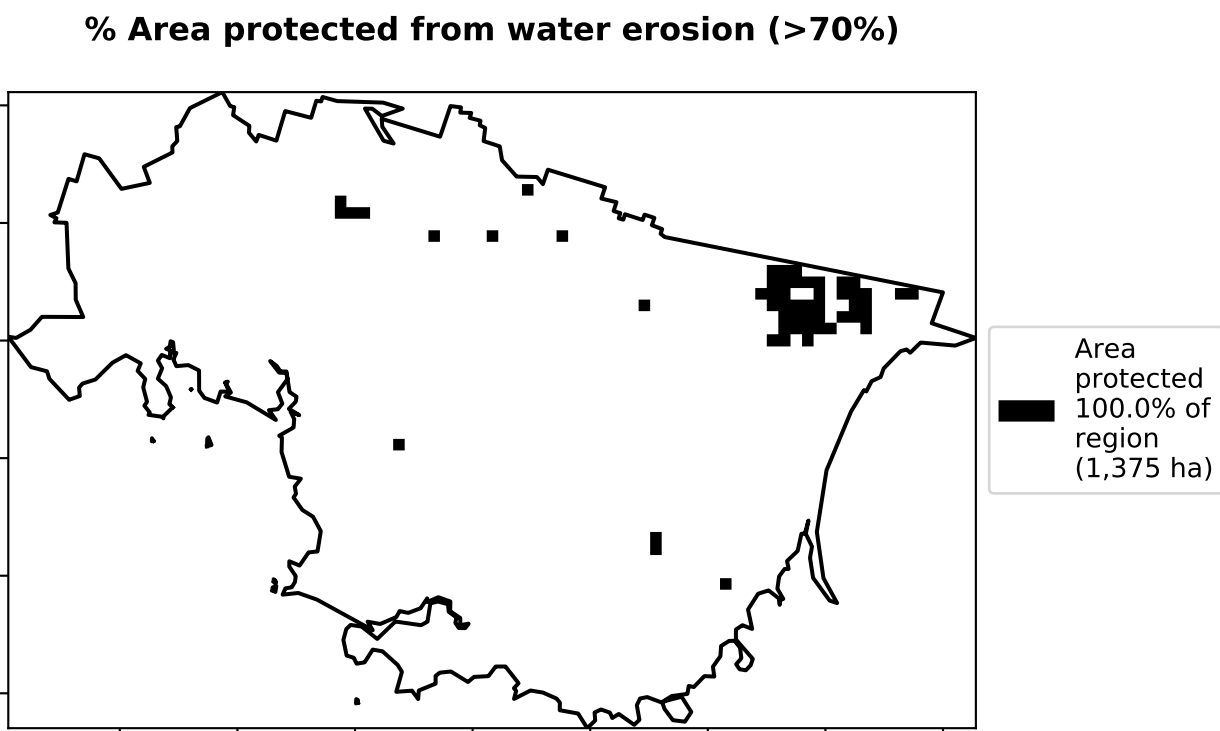 % Area protected from water erosion (>70%)
Area
protected
100.0% of
region
(1,375 ha)